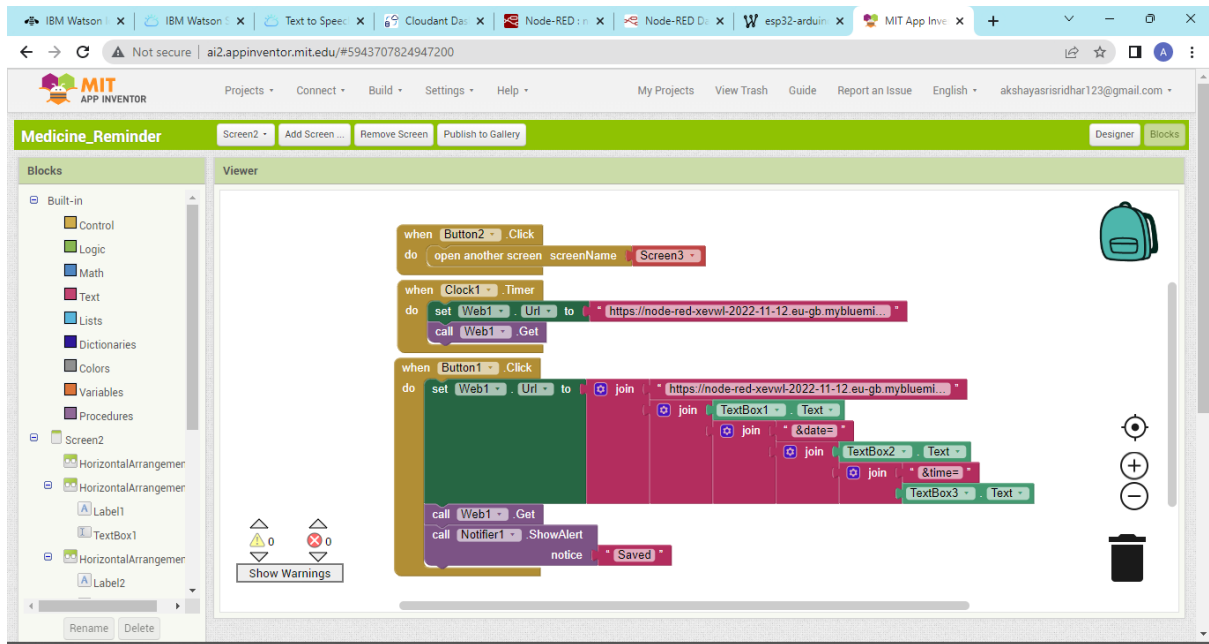 IBM Watson
IBM Watson S
Text to Speec
Cloudant Das
Node-RED : n
Node-RED Da
esp32-arduin
MIT App Inve
Not secure ai2.appinventor.mit.edu/#5943707824947200
A
MIT
APP INVENTOR
Projects Connect Build Settings Help My Projects View Trash Guide Report an Issue English akshayasrisridhar123@gmail.com
Medicine_Reminder Screen2 Add Screen ... Remove Screen Publish to Gallery Designer Blocks
Blocks
Viewer
Built-in
Control
Logic
Math
Text
Lists
Dictionaries
Colors
Variables
Procedures
Screen2
HorizontalArrangemen
HorizontalArrangemen
A Label1
TextBox1
HorizontalArrangemen
A Label2
Rename Delete
when Button2 .Click
do open another screen screenName Screen3
when Clock1 .Timer
do set Web1 . Url to " https://node-red-xevwl-2022-11-12.eu-gb.mybluemi... "
call Web1 .Get
when Button1 .Click
do set Web1 . Url to join " https://node-red-xevwl-2022-11-12.eu-gb.mybluemi... "
join TextBox1 . Text
join " &date= "
join TextBox2 . Text
join " &time= "
TextBox3 . Text
call Web1 .Get
call Notifier1 .ShowAlert
notice " Saved "
0 0
Show Warnings